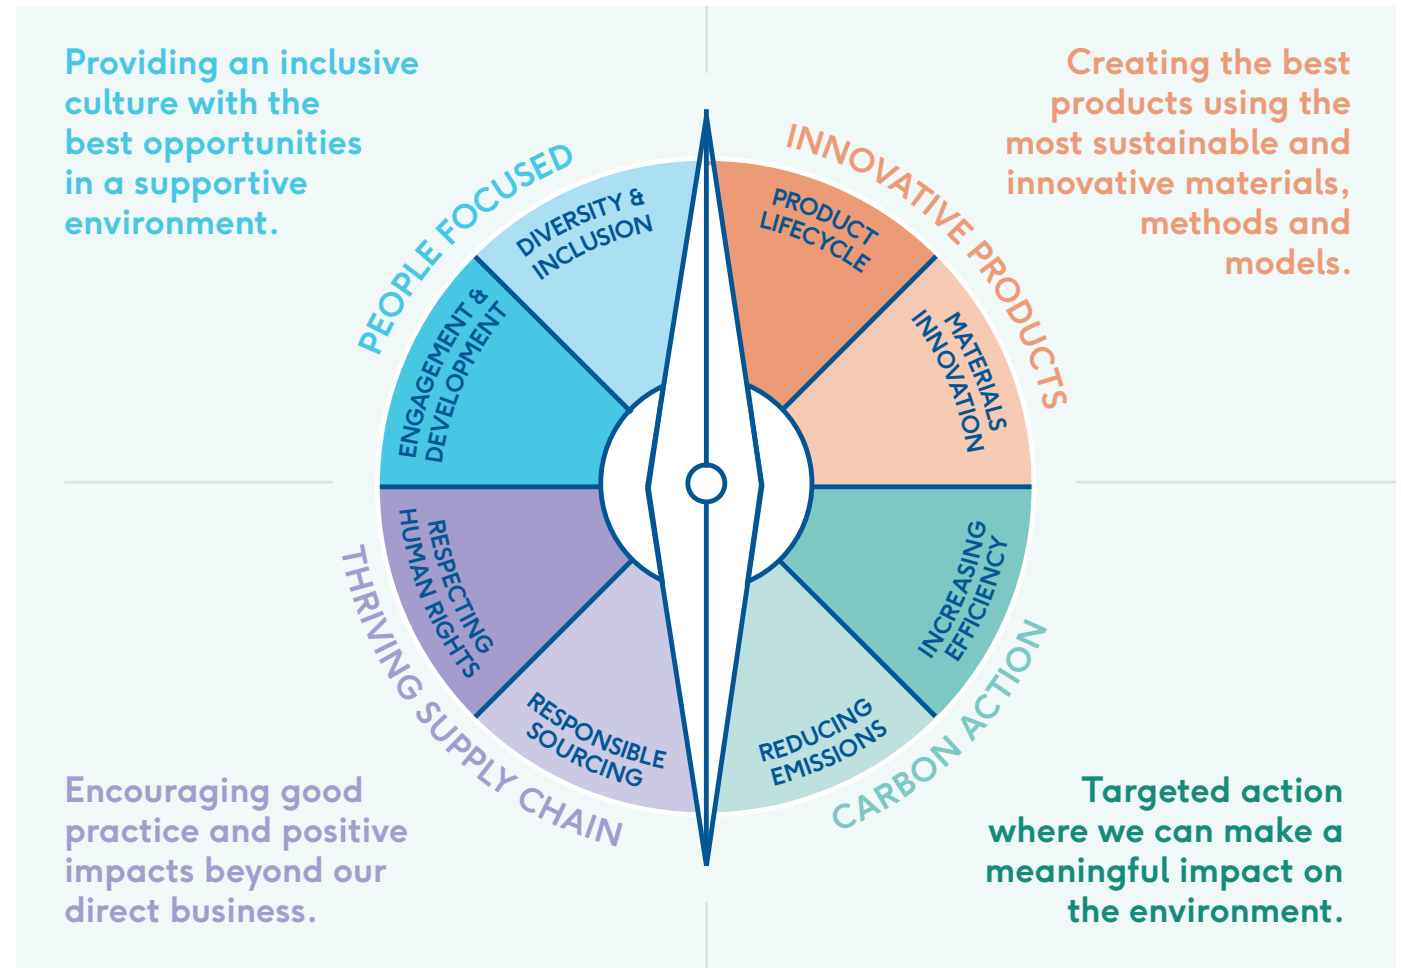 Providing an inclusive
culture with the
best opportunities
in a supportive
environment.
Creating the best
products using the
most sustainable and
innovative materials,
methods and
models.
PEOPLE FOCUSED
INNOVATIVE PRODUCTS
DIVERSITY &
INCLUSION
PRODUCT
LIFECYCLE
ENGAGEMENT &
DEVELOPMENT
MATERIALS
INNOVATION
RESPECTING
HUMAN RIGHTS
INCREASING
EFFICIENCY
RESPONSIBLE
SOURCING
REDUCING
EMISSIONS
THRIVING SUPPLY CHAIN
CARBON ACTION
Encouraging good
practice and positive
impacts beyond our
direct business.
Targeted action
where we can make a
meaningful impact on
the environment.